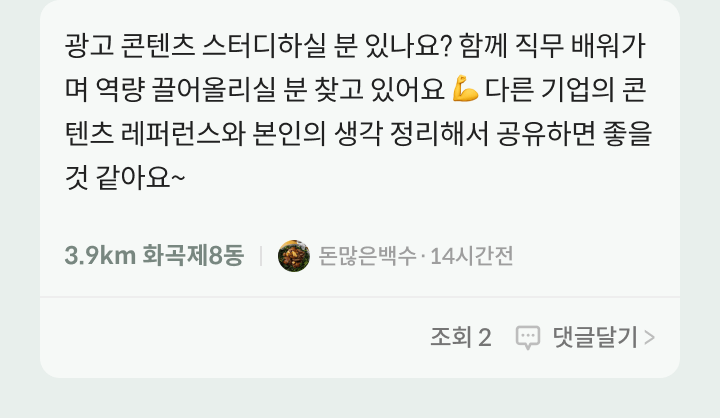 광고 콘텐츠 스터디하실 분 있나요? 함께 직무 배워가
며 역량 끌어올리실 분 찾고 있어요 💪 다른 기업의 콘
텐츠 레퍼런스와 본인의 생각 정리해서 공유하면 좋을
것 같아요~
3.9km 화곡제8동 | 돈많은백수 · 14시간전
조회 2 댓글달기 >